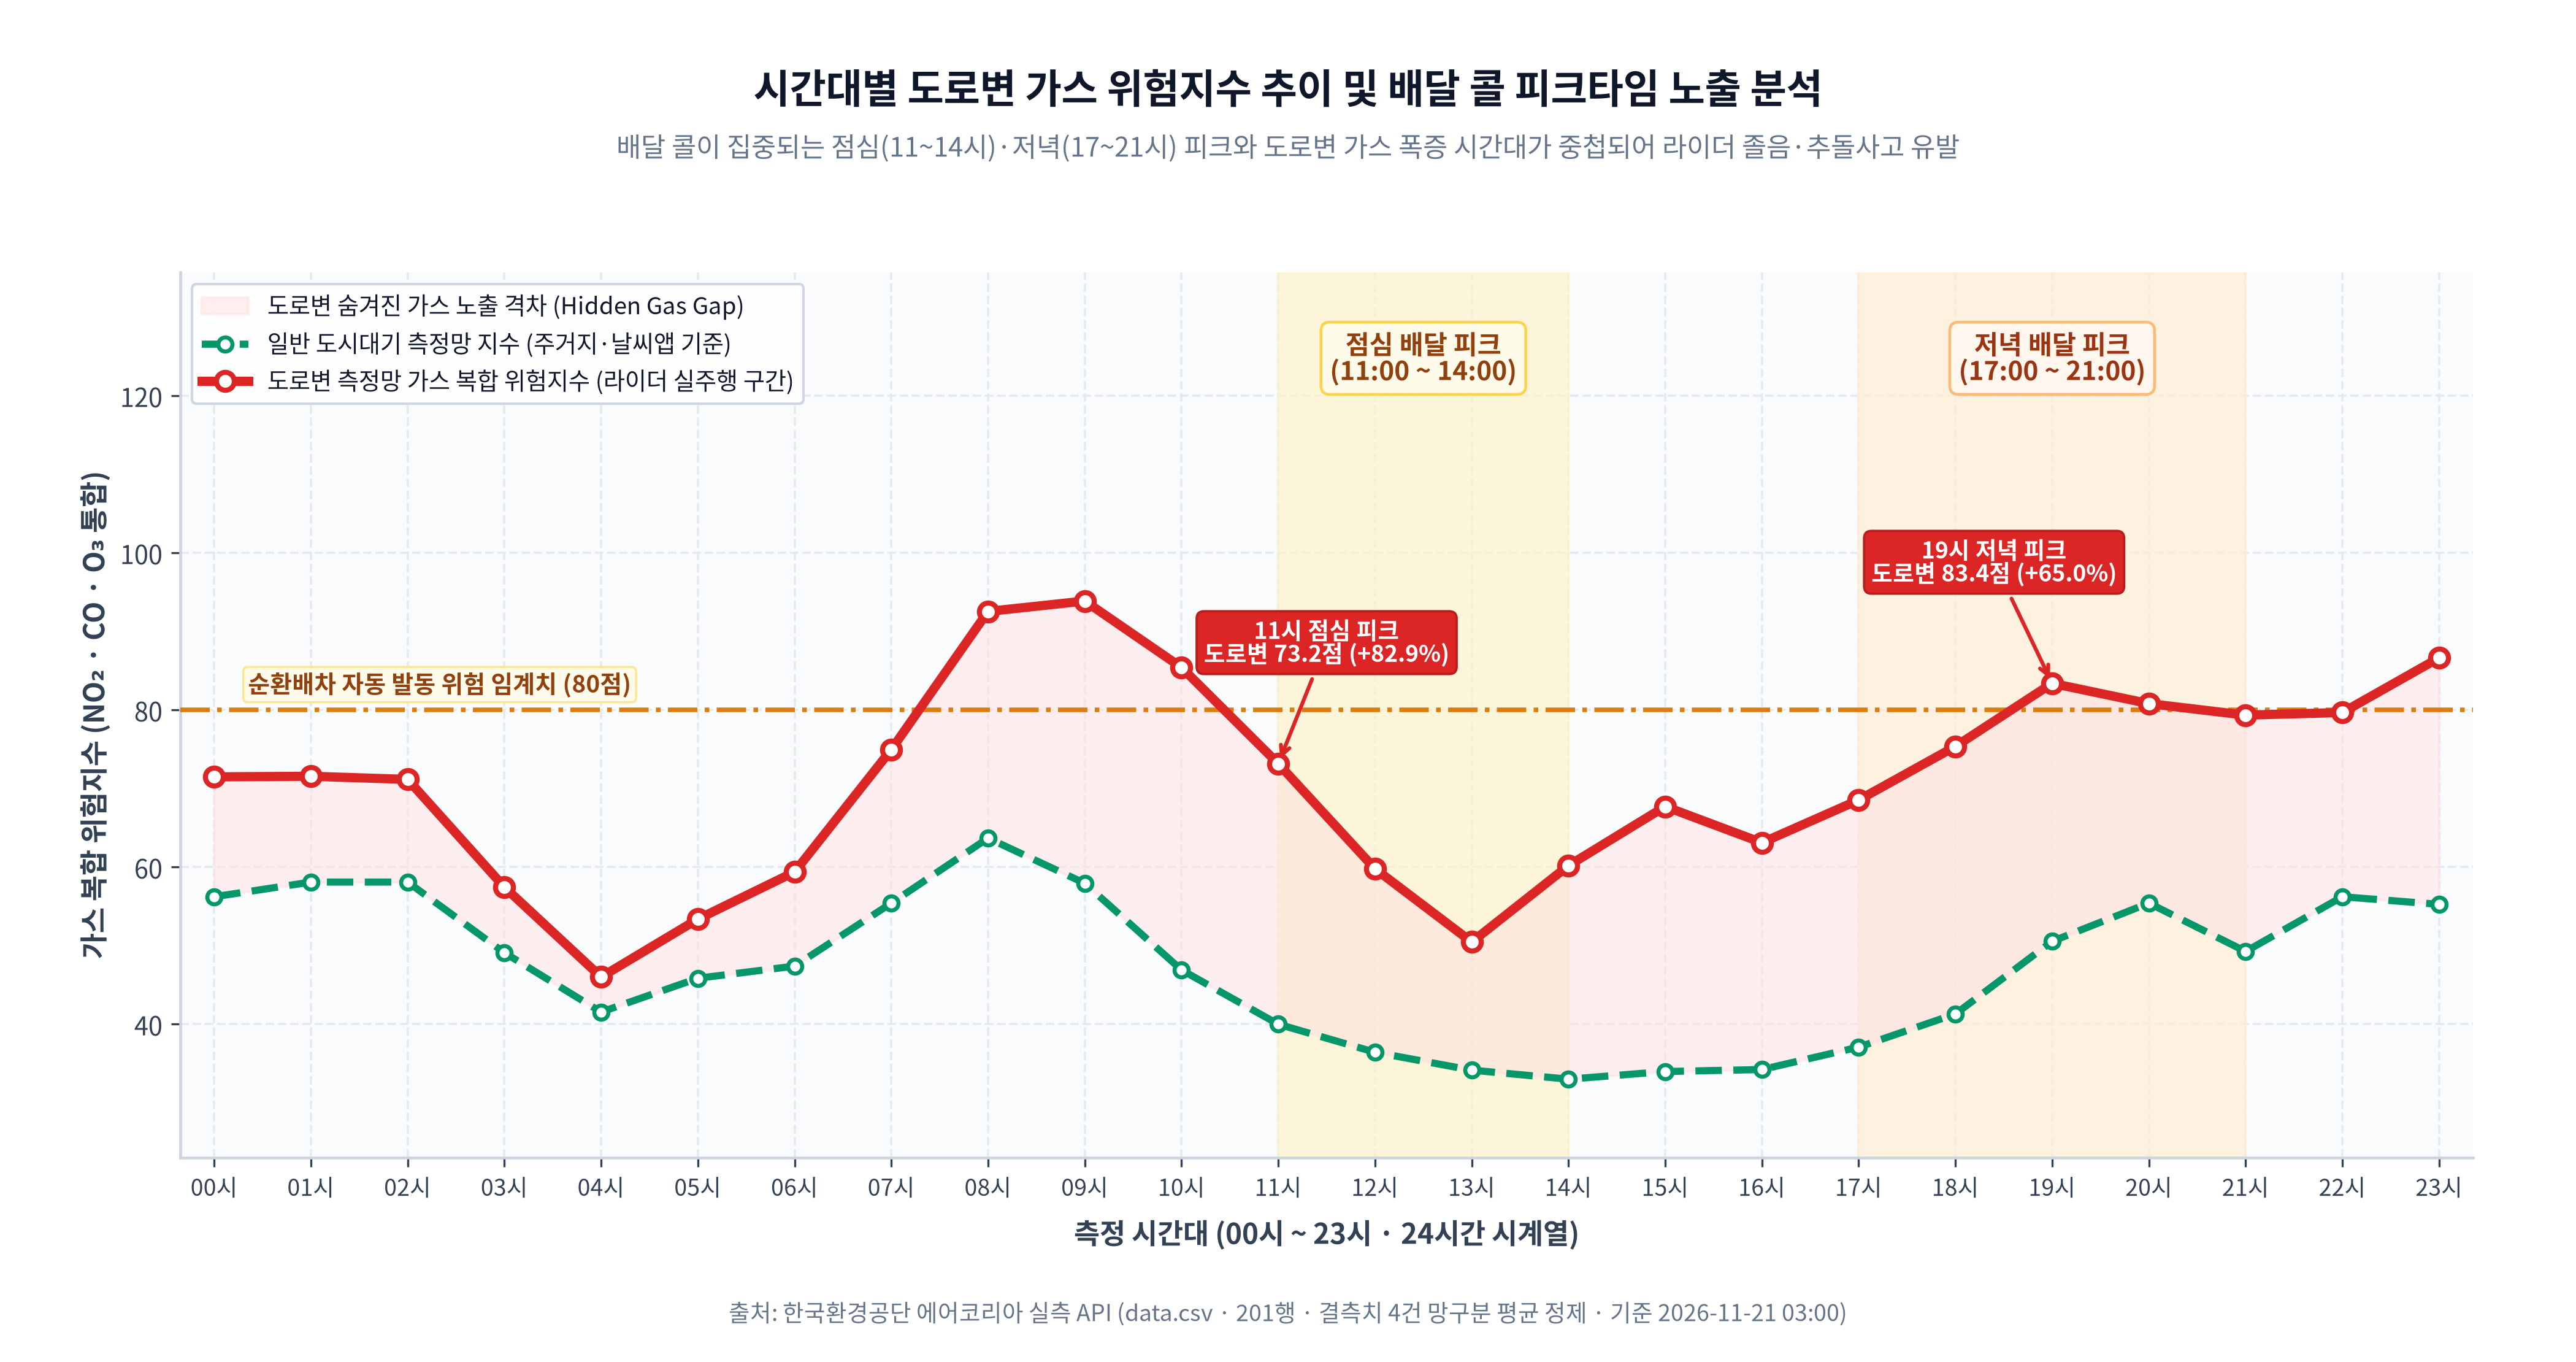 시간대별 도로변 가스 위험지수 추이 및 배달 콜 피크타임 노출 분석
배달 콜이 집중되는 점심(11~14시)·저녁(17~21시) 피크와 도로변 가스 폭증 시간대가 중첩되어 라이더 졸음·추돌사고 유발
도로변 숨겨진 가스 노출 격차 (Hidden Gas Gap)
일반 도시대기 측정망 지수 (주거지·날씨앱 기준)
도로변 측정망 가스 복합 위험지수 (라이더 실주행 구간)
점심 배달 피크
(11:00 ~ 14:00)
저녁 배달 피크
(17:00 ~ 21:00)
19시 저녁 피크
도로변 83.4점 (+65.0%)
11시 점심 피크
도로변 73.2점 (+82.9%)
순환배차 자동 발동 위험 임계치 (80점)
가스 복합 위험지수 (NO₂ · CO · O₃ 통합)
120
100
80
60
40
00시 01시 02시 03시 04시 05시 06시 07시 08시 09시 10시 11시 12시 13시 14시 15시 16시 17시 18시 19시 20시 21시 22시 23시
측정 시간대 (00시 ~ 23시 · 24시간 시계열)
출처: 한국환경공단 에어코리아 실측 API (data.csv · 201행 · 결측치 4건 망구분 평균 정제 · 기준 2026-11-21 03:00)